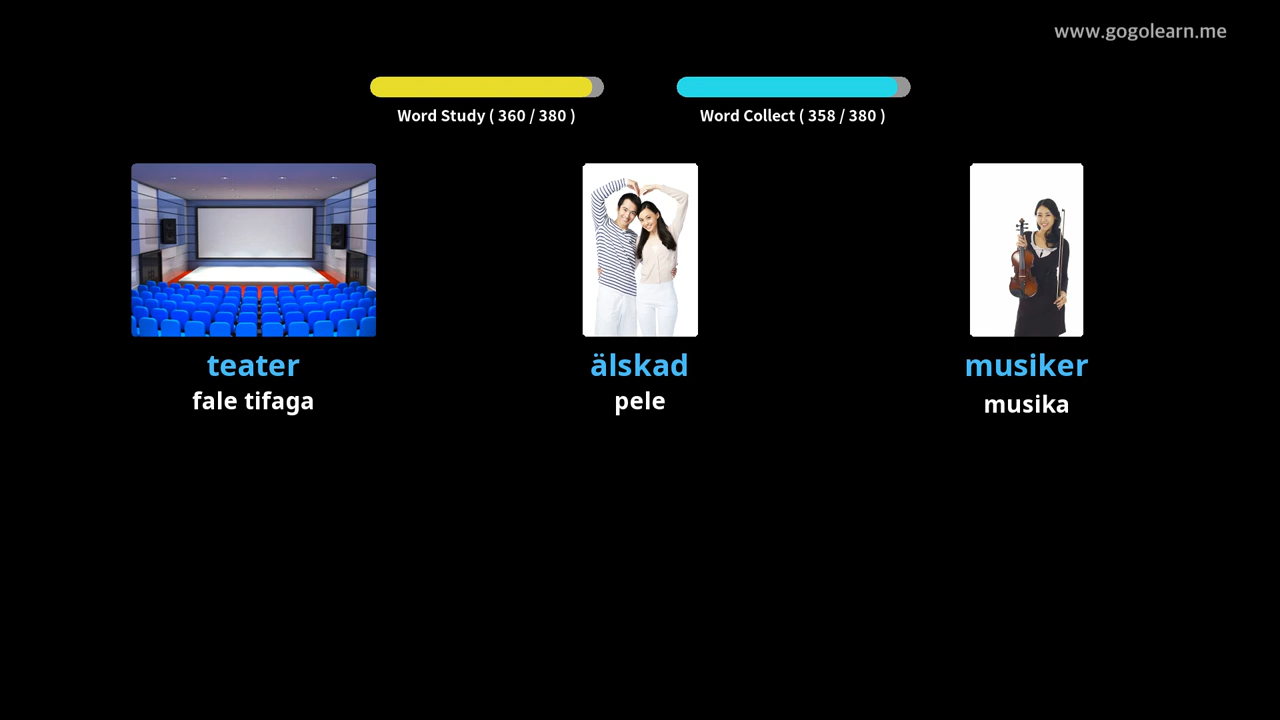 www.gogolearn.me
Word Study ( 360 / 380 )
Word Collect ( 358 / 380 )
teater
fale tifaga
älskad
pele
musiker
musika